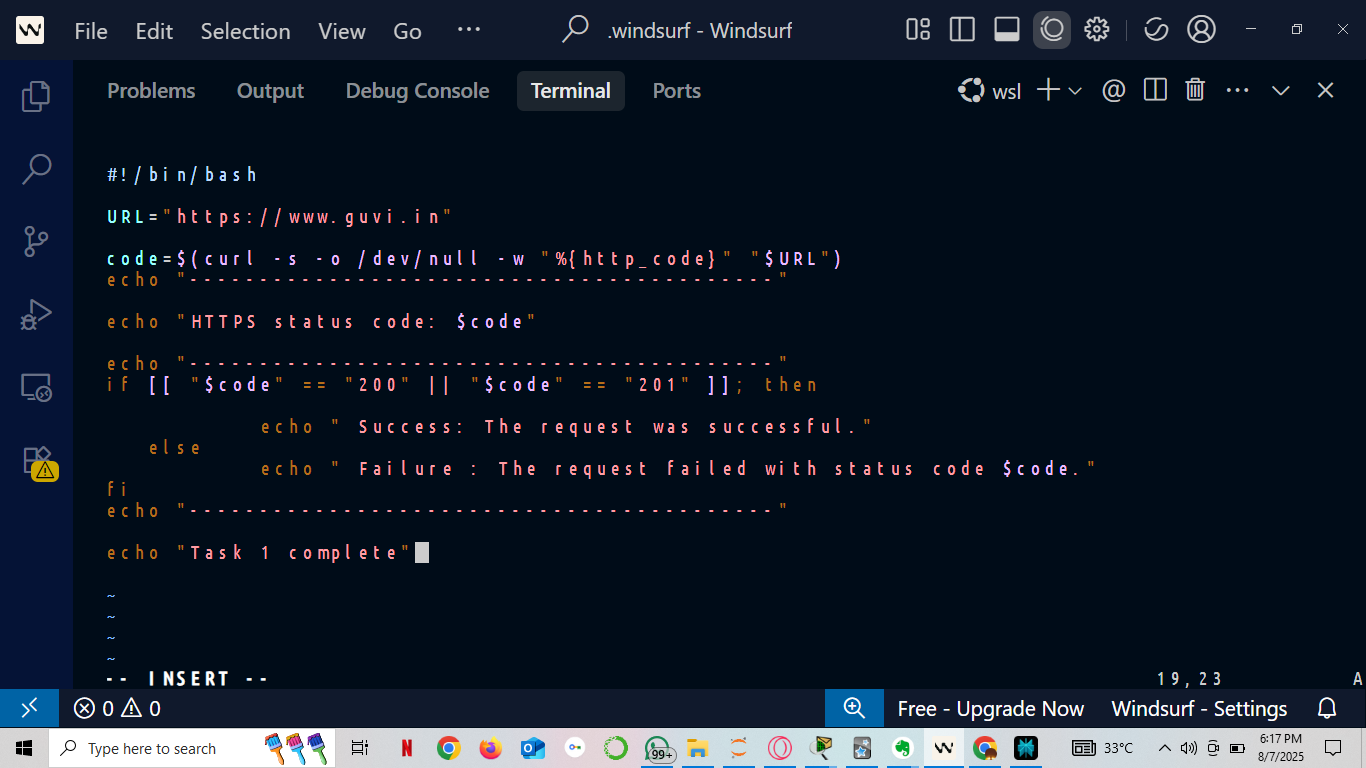 File Edit Selection View Go ··· .windsurf - Windsurf
Problems Output Debug Console Terminal Ports wsl
#!/bin/bash
URL="https://www.guvi.in"
code=$(curl -s -o /dev/null -w "%{http_code}" "$URL")
echo "------------------------------------------"
echo "HTTPS status code: $code"
echo "------------------------------------------"
if [[ "$code" == "200" || "$code" == "201" ]]; then
echo " Success: The request was successful."
else
echo " Failure : The request failed with status code $code."
fi
echo "------------------------------------------"
echo "Task 1 complete"
~
~
~
~
-- INSERT -- 19,23 A
0 0 Free - Upgrade Now Windsurf - Settings
Type here to search 99+ 33°C 6:17 PM
8/7/2025